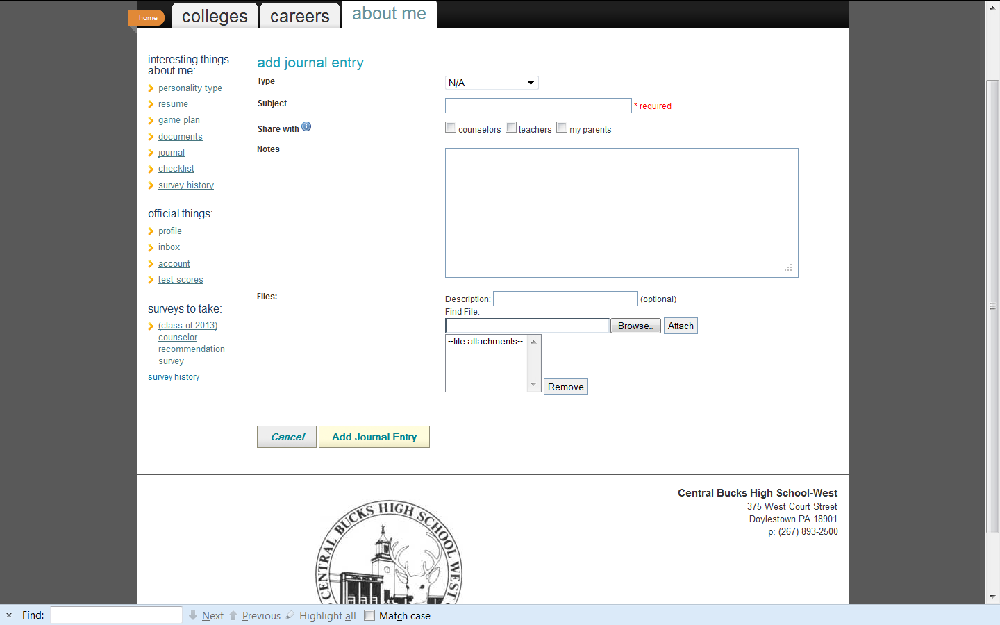 home
colleges
careers
about me
interesting things
about me:
personality type
resume
game plan
documents
journal
checklist
survey history
official things:
profile
inbox
account
test scores
surveys to take:
(class of 2013)
counselor
recommendation
survey
survey history
add journal entry
Type
N/A
Subject
* required
Share with
counselors teachers my parents
Notes
Files:
Description: (optional)
Find File:
Browse... Attach
--file attachments--
Remove
Cancel Add Journal Entry
Central Bucks High School-West
375 West Court Street
Doylestown PA 18901
p: (267) 893-2500
CENTRAL BUCKS HIGH SCHOOL WEST
× Find: Next Previous Highlight all Match case